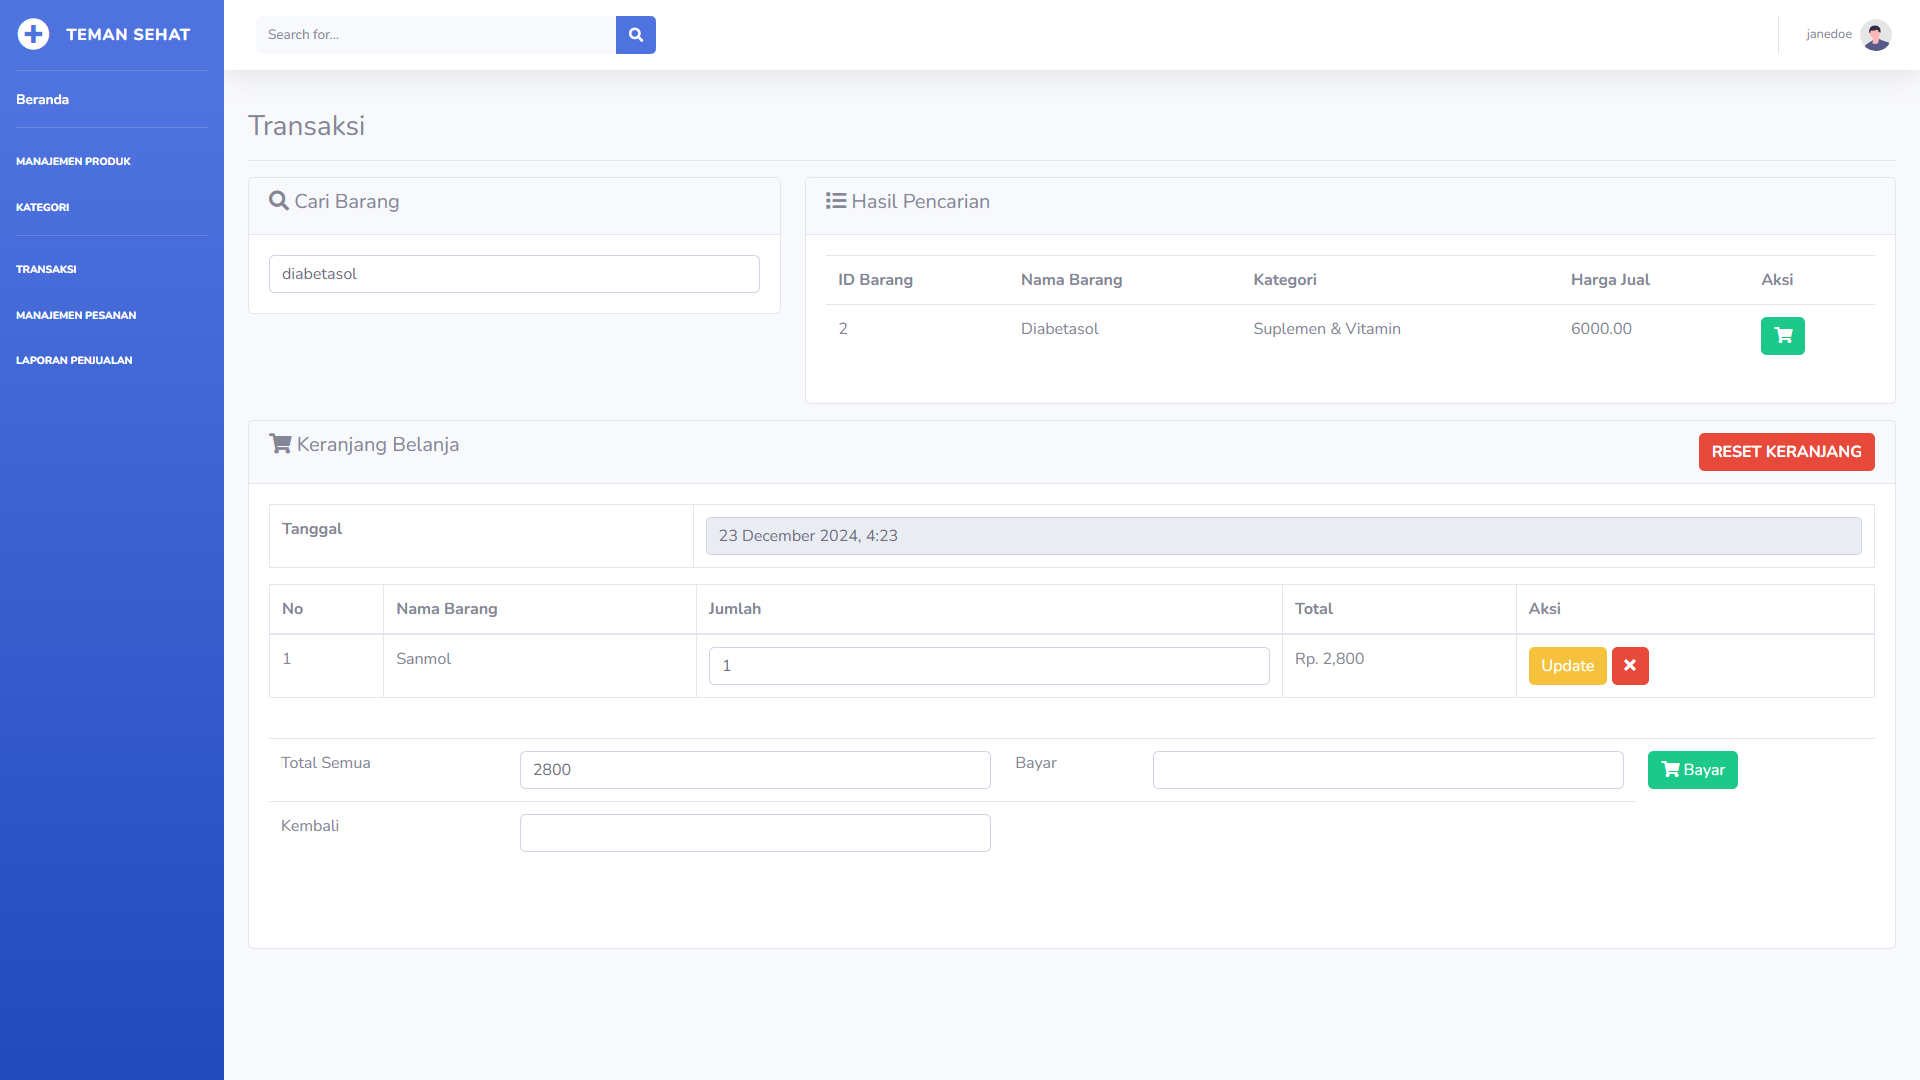 TEMAN SEHAT
Search for...
janedoe
Beranda
MANAJEMEN PRODUK
KATEGORI
TRANSAKSI
MANAJEMEN PESANAN
LAPORAN PENJUALAN
Transaksi
Cari Barang
diabetasol
Hasil Pencarian
ID Barang Nama Barang Kategori Harga Jual Aksi
2 Diabetasol Suplemen & Vitamin 6000.00
Keranjang Belanja
RESET KERANJANG
Tanggal 23 December 2024, 4:23
No Nama Barang Jumlah Total Aksi
1 Sanmol 1 Rp. 2,800 Update
Total Semua 2800 Bayar Bayar
Kembali